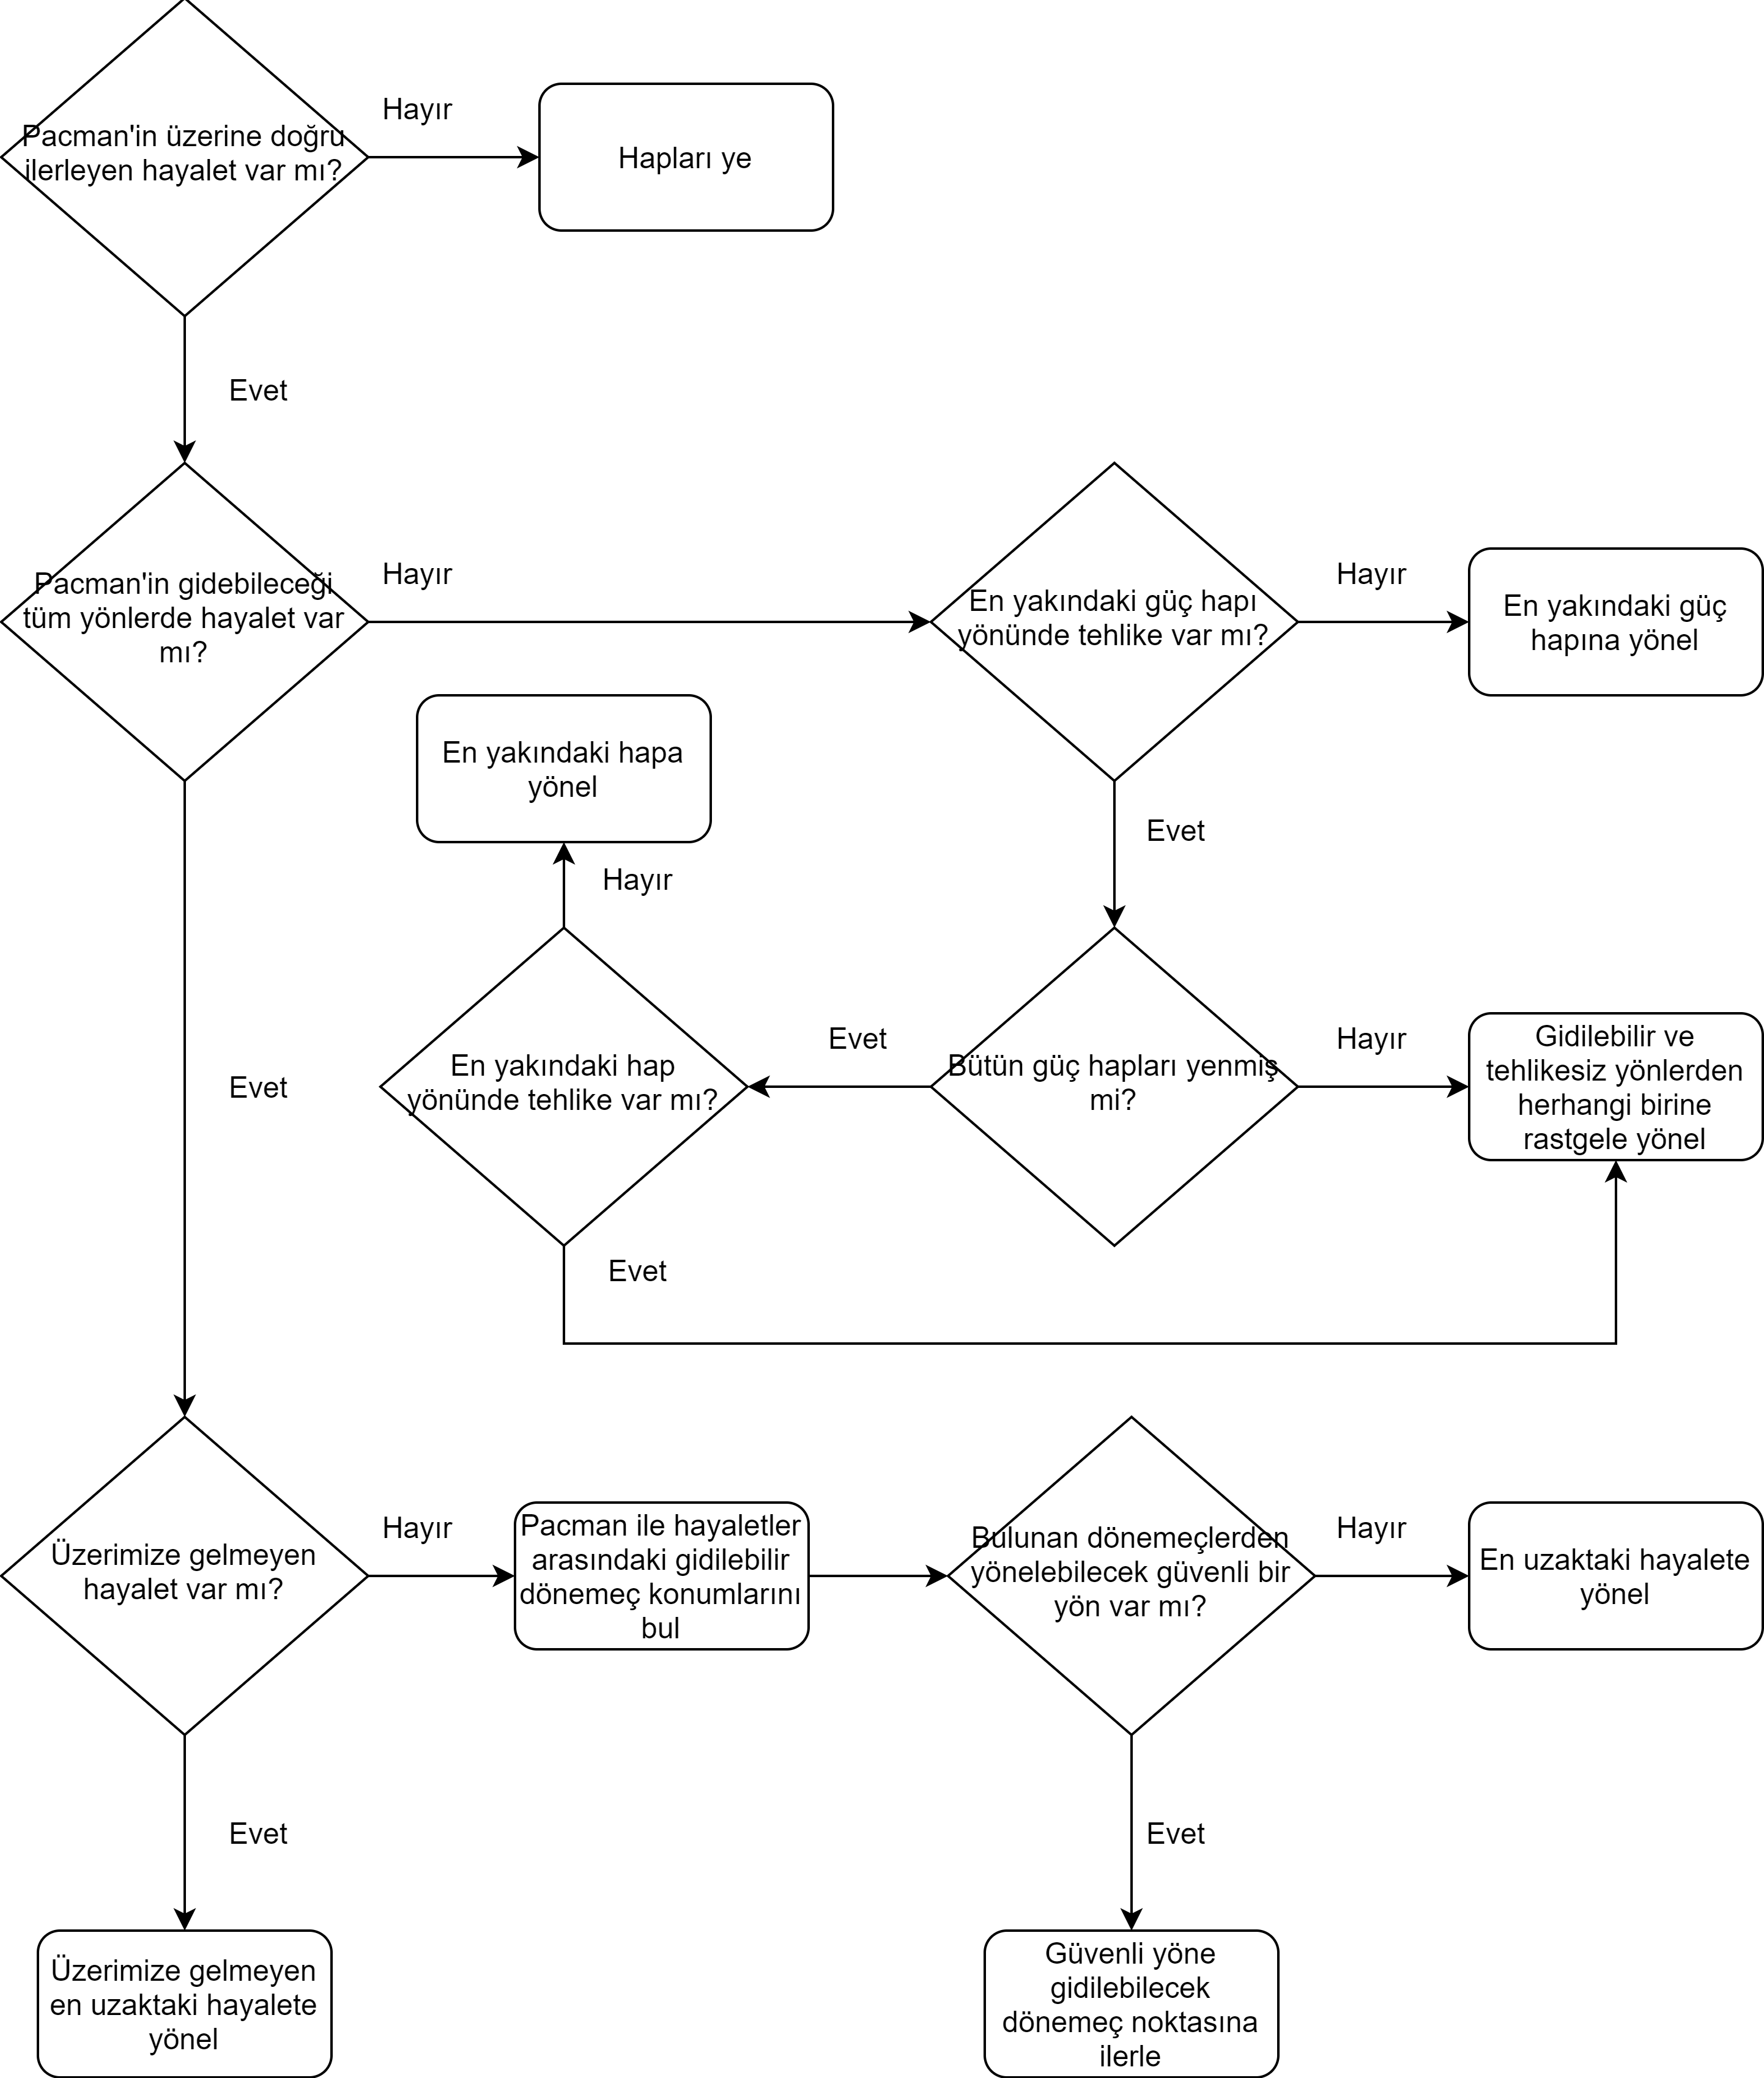 Hayır
Pacman'in üzerine doğru
ilerleyen hayalet var mı?
Hapları ye
Evet
Pacman'in gidebileceği
tüm yönlerde hayalet var
mı?
Hayır
En yakındaki güç hapı
yönünde tehlike var mı?
Hayır
En yakındaki güç
hapına yönel
En yakındaki hapa
yönel
Evet
Hayır
En yakındaki hap
yönünde tehlike var mı?
Evet
Bütün güç hapları yenmiş
mi?
Hayır
Gidilebilir ve
tehlikesiz yönlerden
herhangi birine
rastgele yönel
Evet
Evet
Üzerimize gelmeyen
hayalet var mı?
Hayır
Pacman ile hayaletler
arasındaki gidilebilir
dönemeç konumlarını
bul
Bulunan dönemeçlerden
yönelebilecek güvenli bir
yön var mı?
Hayır
En uzaktaki hayalete
yönel
Evet
Evet
Üzerimize gelmeyen
en uzaktaki hayalete
yönel
Güvenli yöne
gidilebilecek
dönemeç noktasına
ilerle